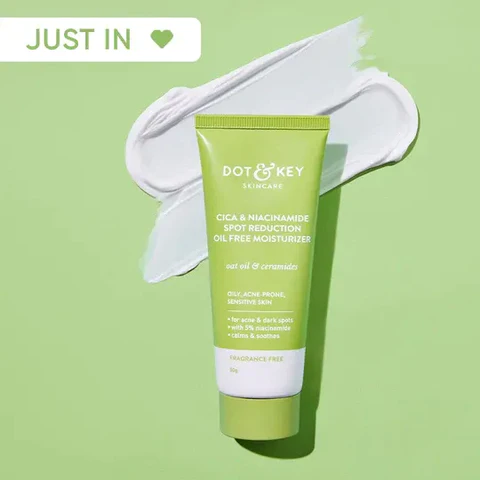 JUST IN
DOT & KEY
SKINCARE
CICA & NIACINAMIDE
SPOT REDUCTION
OIL FREE MOISTURIZER
oat oil & ceramides
OILY, ACNE-PRONE,
SENSITIVE SKIN
• for acne & dark spots
• with 5% niacinamide
• calms & soothes
FRAGRANCE FREE